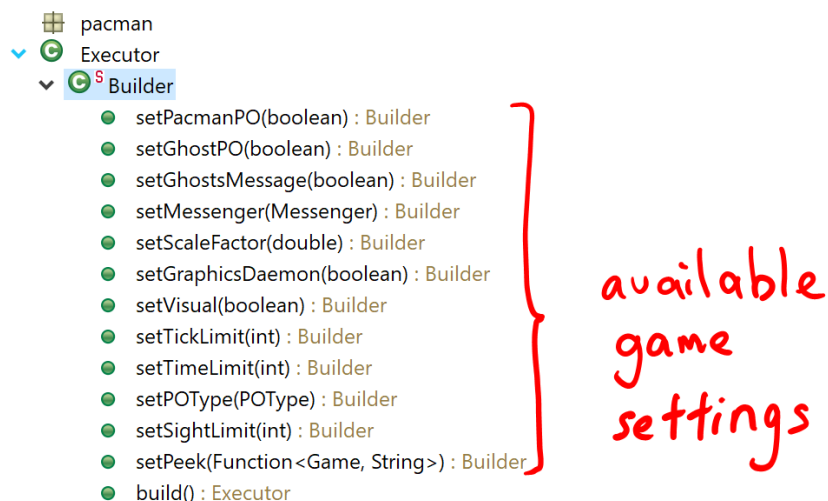 pacman
C Executor
C S Builder
setPacmanPO(boolean) : Builder
setGhostPO(boolean) : Builder
setGhostsMessage(boolean) : Builder
setMessenger(Messenger) : Builder
setScaleFactor(double) : Builder
setGraphicsDaemon(boolean) : Builder
setVisual(boolean) : Builder
setTickLimit(int) : Builder
setTimeLimit(int) : Builder
setPOType(POType) : Builder
setSightLimit(int) : Builder
setPeek(Function<Game, String>) : Builder
build() : Executor
available
game
settings